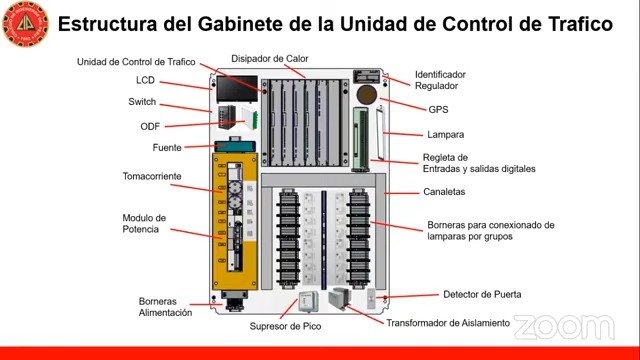 Estructura del Gabinete de la Unidad de Control de Trafico
Unidad de Control de Trafico
Disipador de Calor
LCD
Identificador
Regulador
Switch
GPS
ODF
Lampara
Fuente
Regleta de
Entradas y salidas digitales
Tomacorriente
Canaletas
Modulo de
Potencia
Borneras para conexionado de
lamparas por grupos
Detector de Puerta
Borneras
Alimentación
Supresor de Pico
Transformador de Aislamiento
zoom